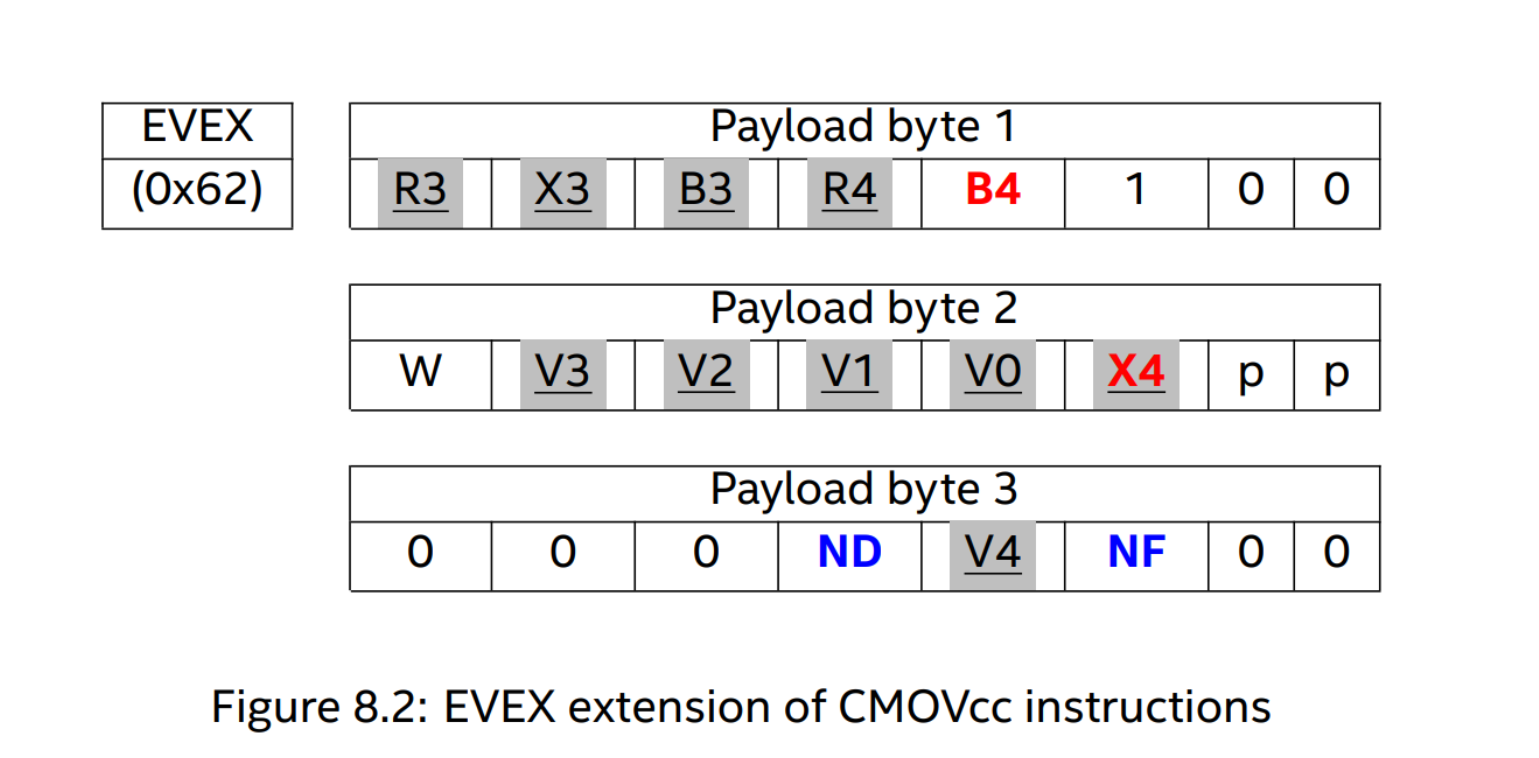 EVEX Payload byte 1
(0x62) R3 X3 B3 R4 B4 1 0 0
Payload byte 2
W V3 V2 V1 V0 X4 p p
Payload byte 3
0 0 0 ND V4 NF 0 0
Figure 8.2: EVEX extension of CMOVcc instructions